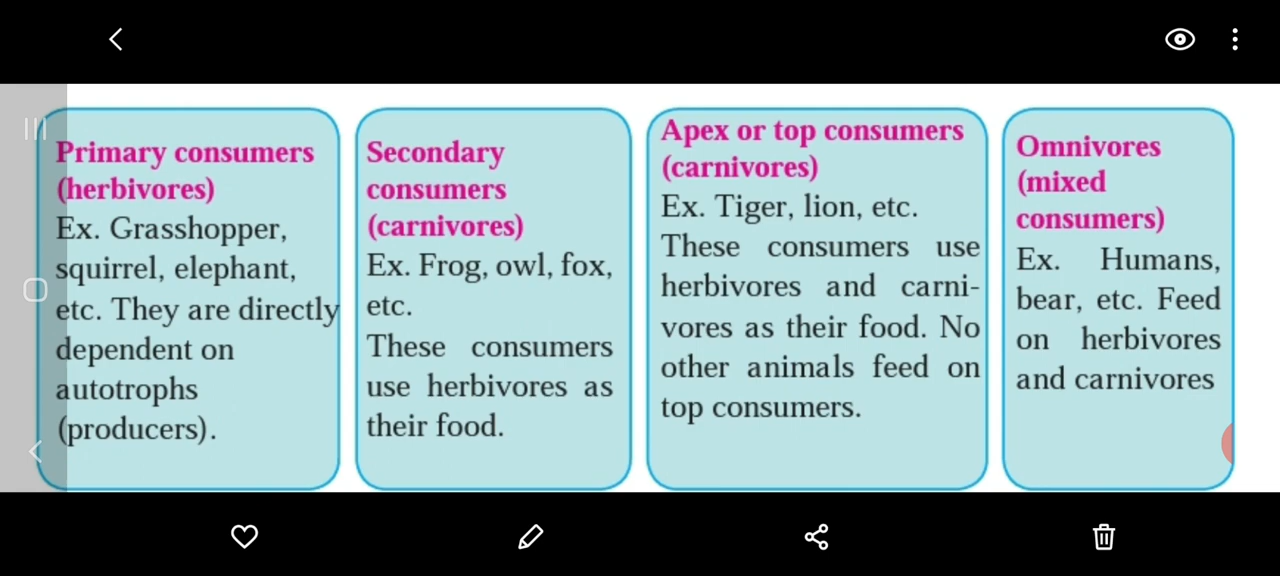 Primary consumers
(herbivores)
Ex. Grasshopper,
squirrel, elephant,
etc. They are directly
dependent on
autotrophs
(producers).
Secondary
consumers
(carnivores)
Ex. Frog, owl, fox,
etc.
These consumers
use herbivores as
their food.
Apex or top consumers
(carnivores)
Ex. Tiger, lion, etc.
These consumers use
herbivores and carni-
vores as their food. No
other animals feed on
top consumers.
Omnivores
(mixed
consumers)
Ex. Humans,
bear, etc. Feed
on herbivores
and carnivores